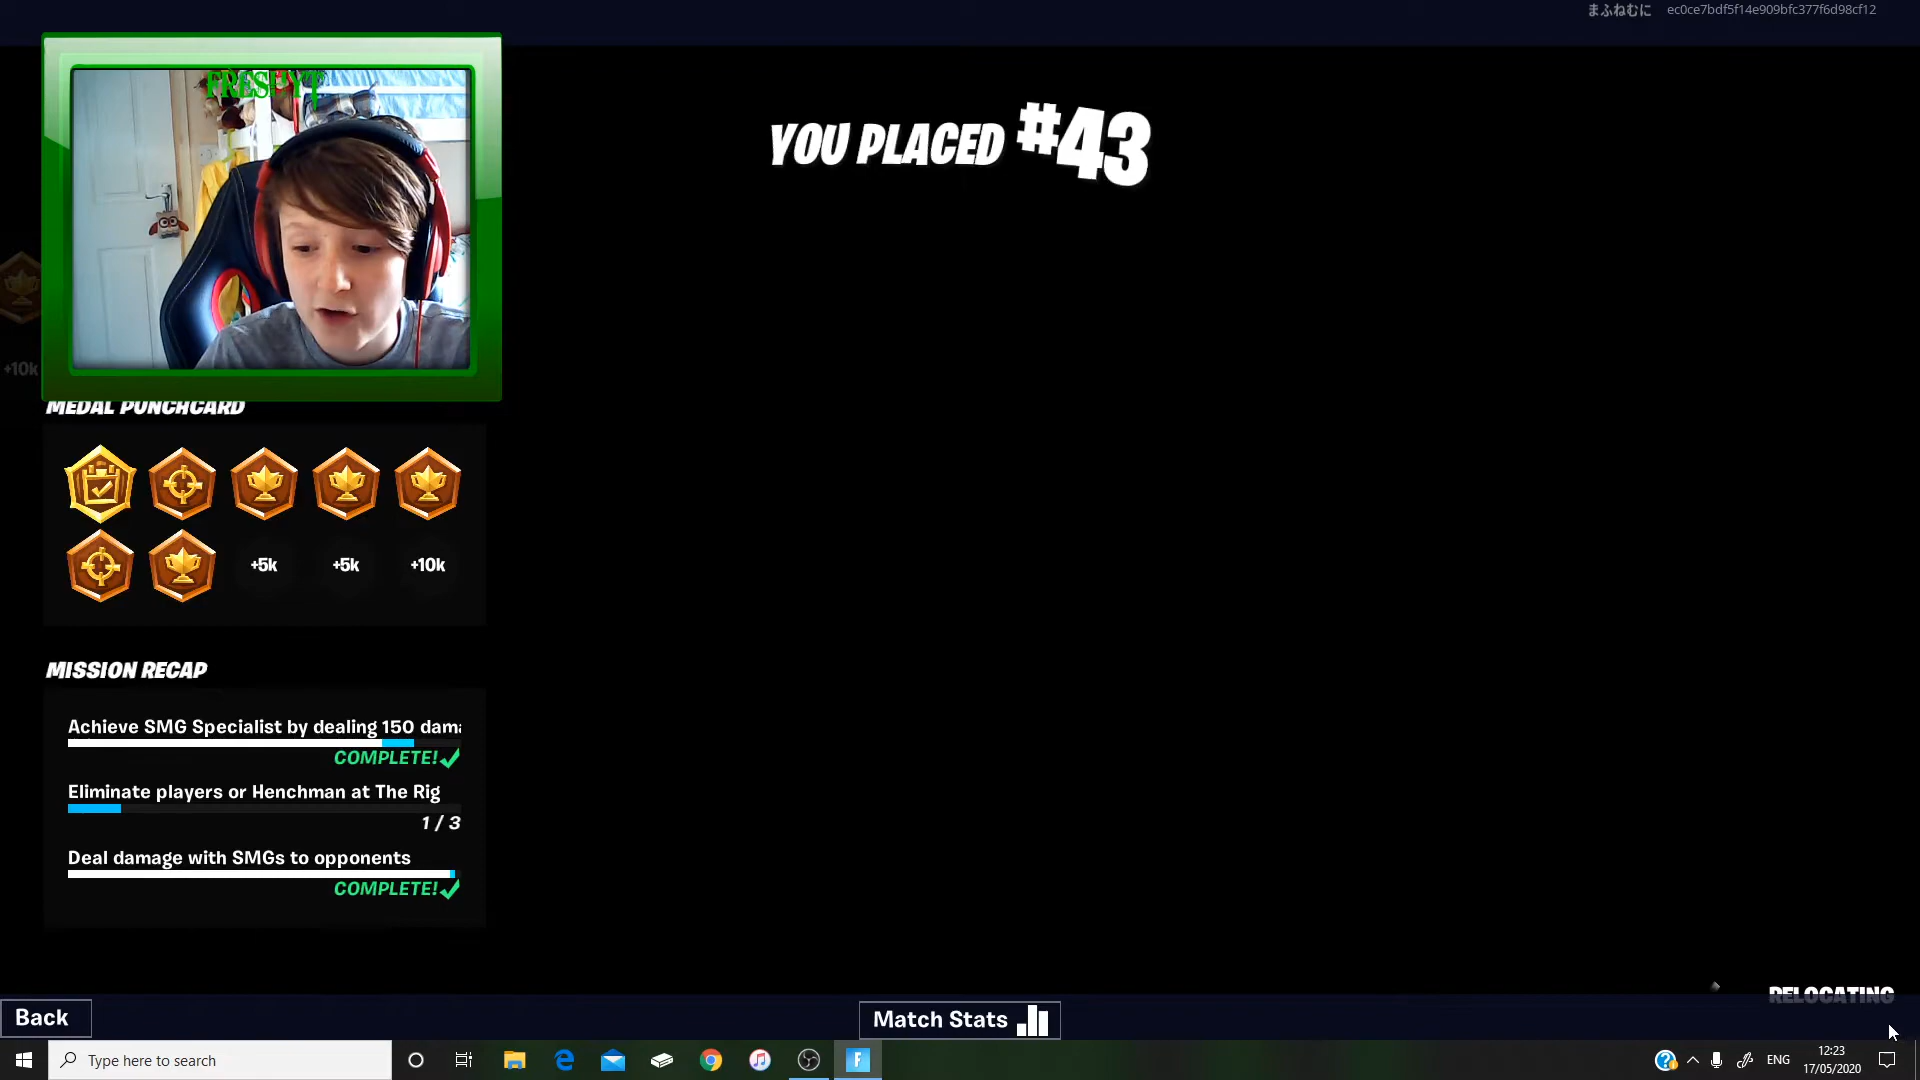 まふねむに ec0ce7bdf5f14e909bfc377f6d98cf12
FRESHYT
YOU PLACED #43
+10k
MEDAL PUNCHCARD
+5k +5k +10k
MISSION RECAP
Achieve SMG Specialist by dealing 150 dama
COMPLETE!
Eliminate players or Henchman at The Rig
1 / 3
Deal damage with SMGs to opponents
COMPLETE!
RELOCATING
Back
Match Stats
Type here to search
ENG
12:23
17/05/2020